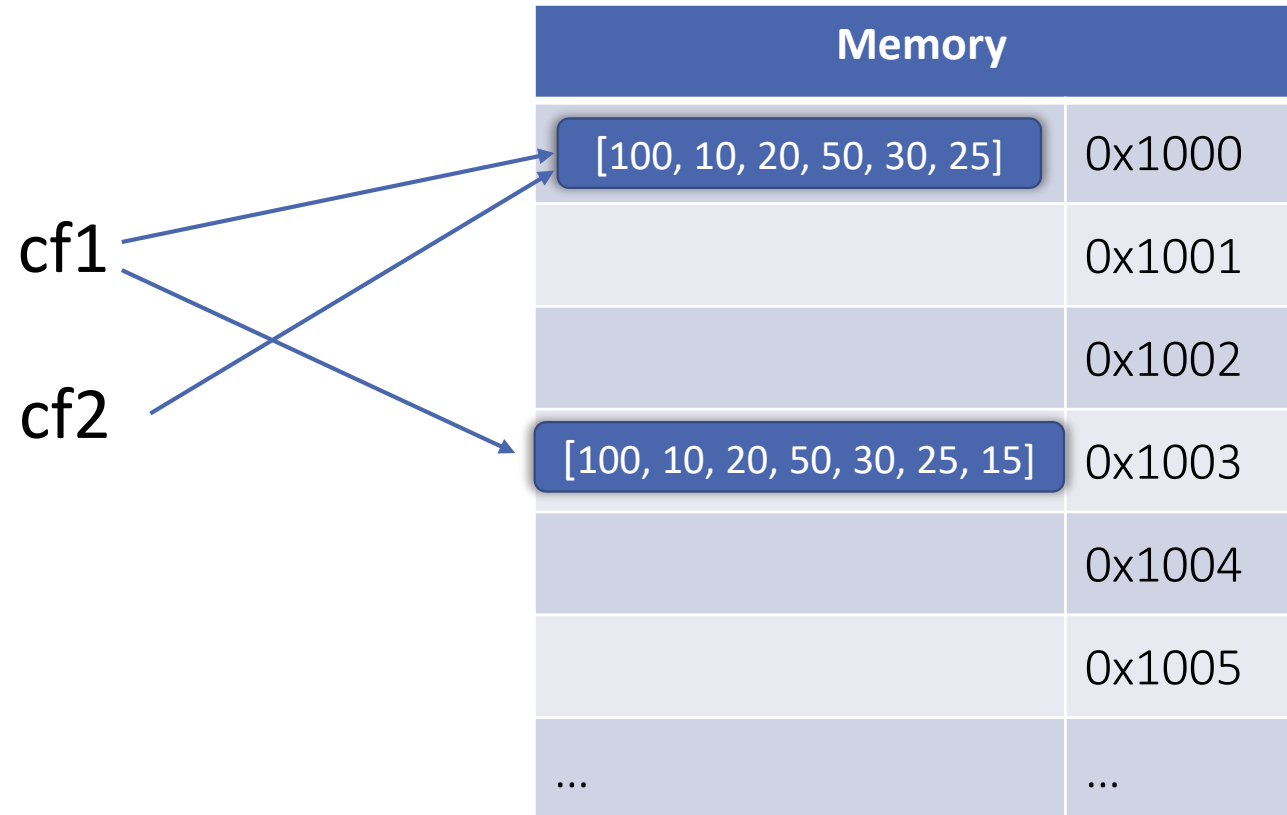 Memory
[100, 10, 20, 50, 30, 25] 0x1000
cf1
0x1001
0x1002
cf2
[100, 10, 20, 50, 30, 25, 15] 0x1003
0x1004
0x1005
... ...